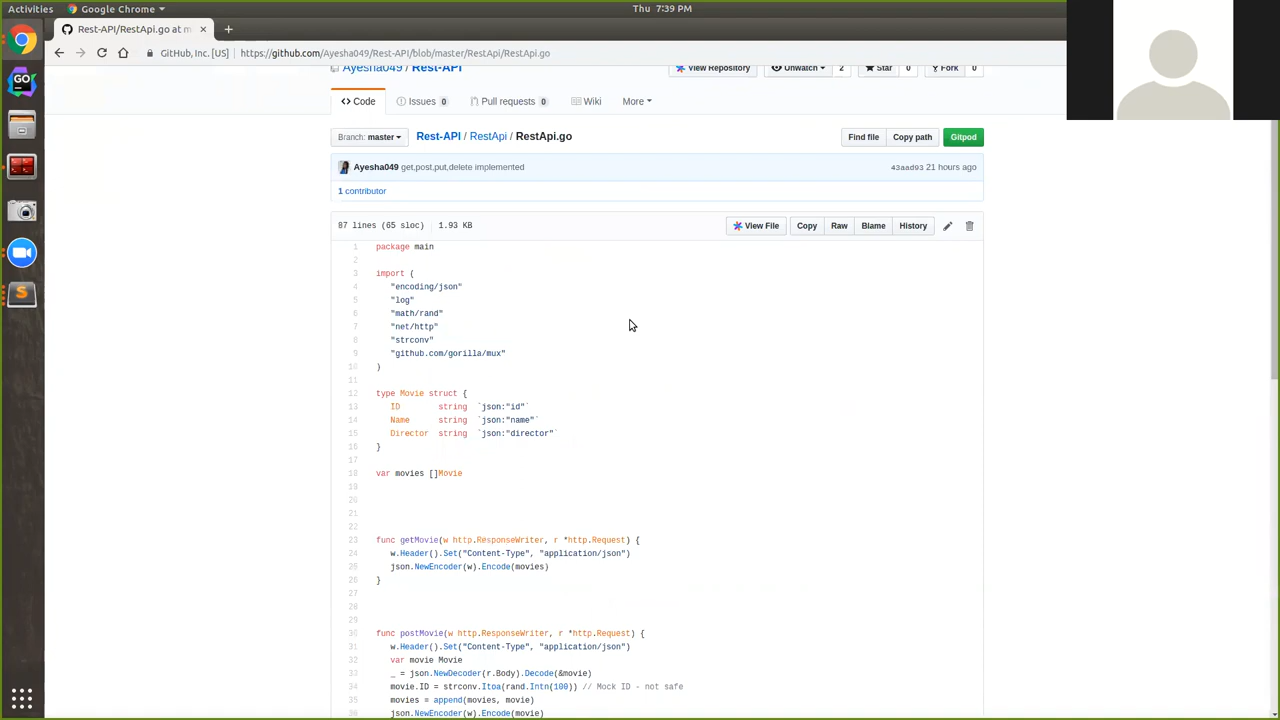 Activities Google Chrome Thu 7:39 PM
Rest-API/RestApi.go at m
GitHub, Inc. [US] https://github.com/Ayesha049/Rest-API/blob/master/RestApi/RestApi.go
Ayesha049 / Rest-API View Repository Unwatch 2 Star 0 Fork 0
Code Issues 0 Pull requests 0 Wiki More
Branch: master Rest-API / RestApi / RestApi.go Find file Copy path Gitpod
Ayesha049 get,post,put,delete implemented 43aad93 21 hours ago
1 contributor
87 lines (65 sloc) 1.93 KB View File Copy Raw Blame History
1 package main
2
3 import (
4 "encoding/json"
5 "log"
6 "math/rand"
7 "net/http"
8 "strconv"
9 "github.com/gorilla/mux"
10 )
11
12 type Movie struct {
13 ID string `json:"id"`
14 Name string `json:"name"`
15 Director string `json:"director"`
16 }
17
18 var movies []Movie
19
20
21
22
23 func getMovie(w http.ResponseWriter, r *http.Request) {
24 w.Header().Set("Content-Type", "application/json")
25 json.NewEncoder(w).Encode(movies)
26 }
27
28
29
30 func postMovie(w http.ResponseWriter, r *http.Request) {
31 w.Header().Set("Content-Type", "application/json")
32 var movie Movie
33 _ = json.NewDecoder(r.Body).Decode(&movie)
34 movie.ID = strconv.Itoa(rand.Intn(100)) // Mock ID - not safe
35 movies = append(movies, movie)
36 json.NewEncoder(w).Encode(movie)
GO
S